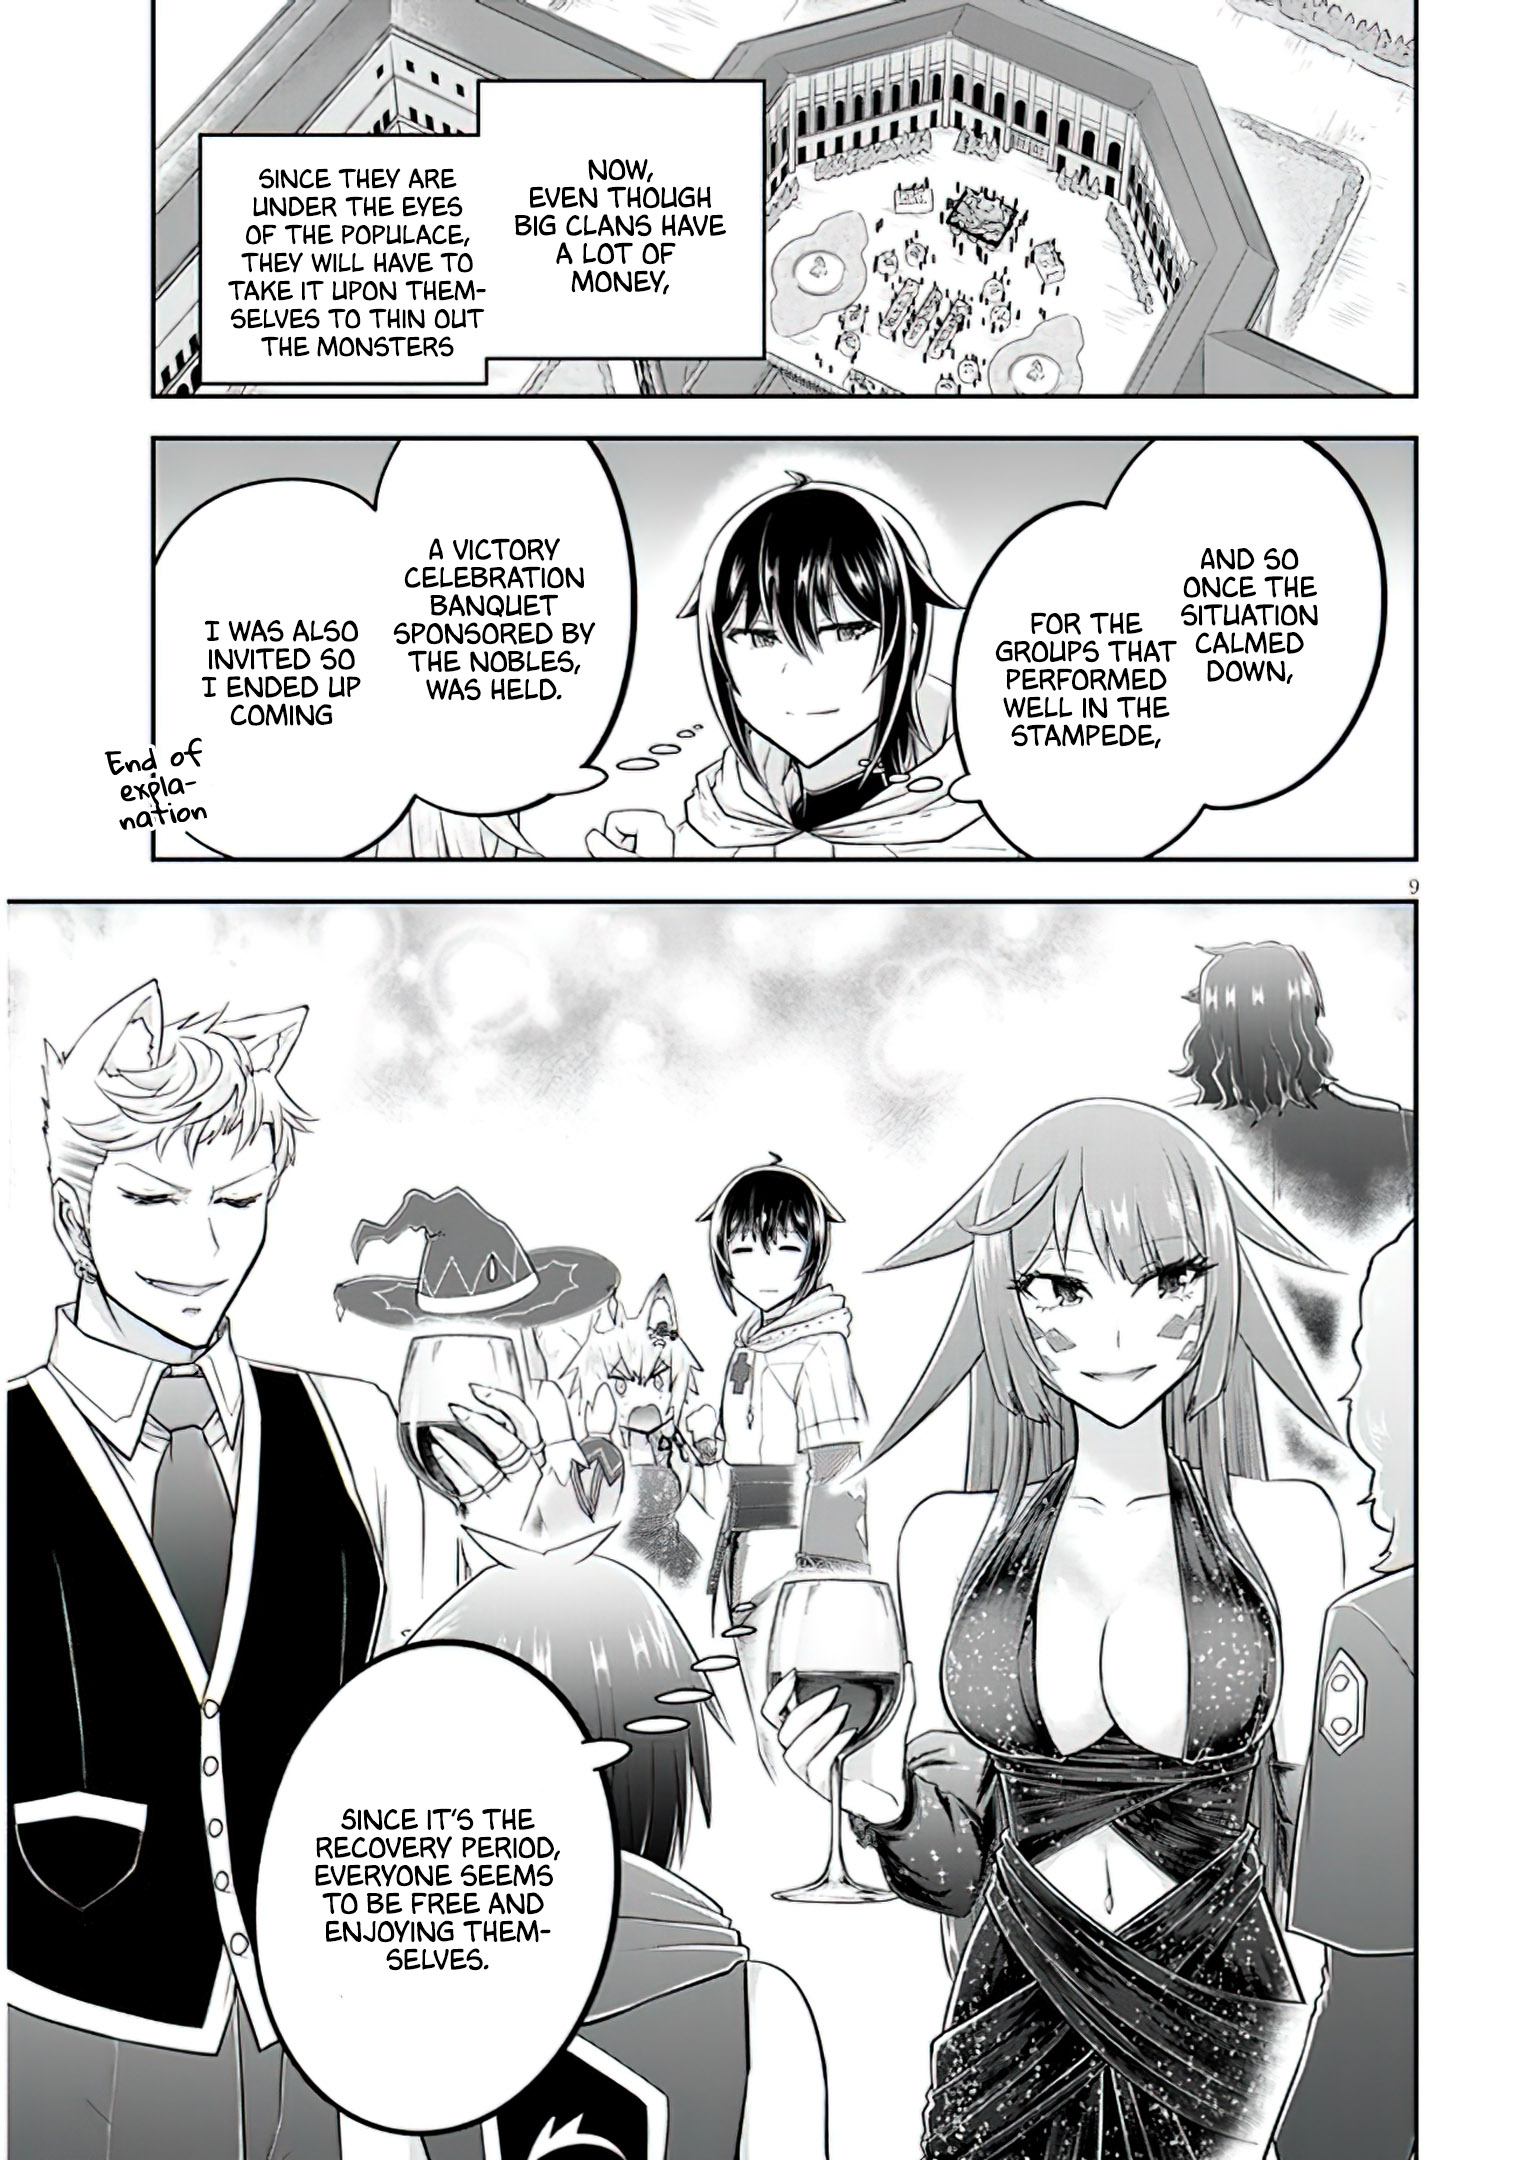 NOW,
EVEN THOUGH
BIG CLANS HAVE
A LOT OF
MONEY,
SINCE THEY ARE
UNDER THE EYES
OF THE POPULACE,
THEY WILL HAVE TO
TAKE IT UPON THEM-
SELVES TO THIN OUT
THE MONSTERS
AND SO
ONCE THE
SITUATION
CALMED
DOWN,
FOR THE
GROUPS THAT
PERFORMED
WELL IN THE
STAMPEDE,
A VICTORY
CELEBRATION
BANQUET
SPONSORED BY
THE NOBLES,
WAS HELD.
I WAS ALSO
INVITED SO
I ENDED UP
COMING
End of
expla-
nation
9
SINCE IT'S THE
RECOVERY PERIOD,
EVERYONE SEEMS
TO BE FREE AND
ENJOYING THEM-
SELVES.